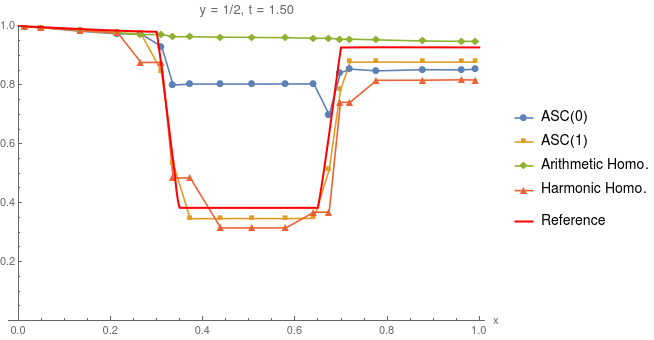 y = 1/2, t = 1.50
1.0
0.8
0.6
0.4
0.2
0.0 0.2 0.4 0.6 0.8 1.0 x
ASC(0)
ASC(1)
Arithmetic Homo.
Harmonic Homo.
Reference